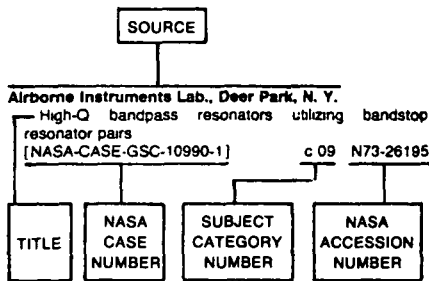 SOURCE
Airborne Instruments Lab., Deer Park, N. Y.
High-Q bandpass resonators utilizing bandstop
resonator pairs
[NASA-CASE-GSC-10990-1] c 09 N73-26195
TITLE
NASA
CASE
NUMBER
SUBJECT
CATEGORY
NUMBER
NASA
ACCESSION
NUMBER